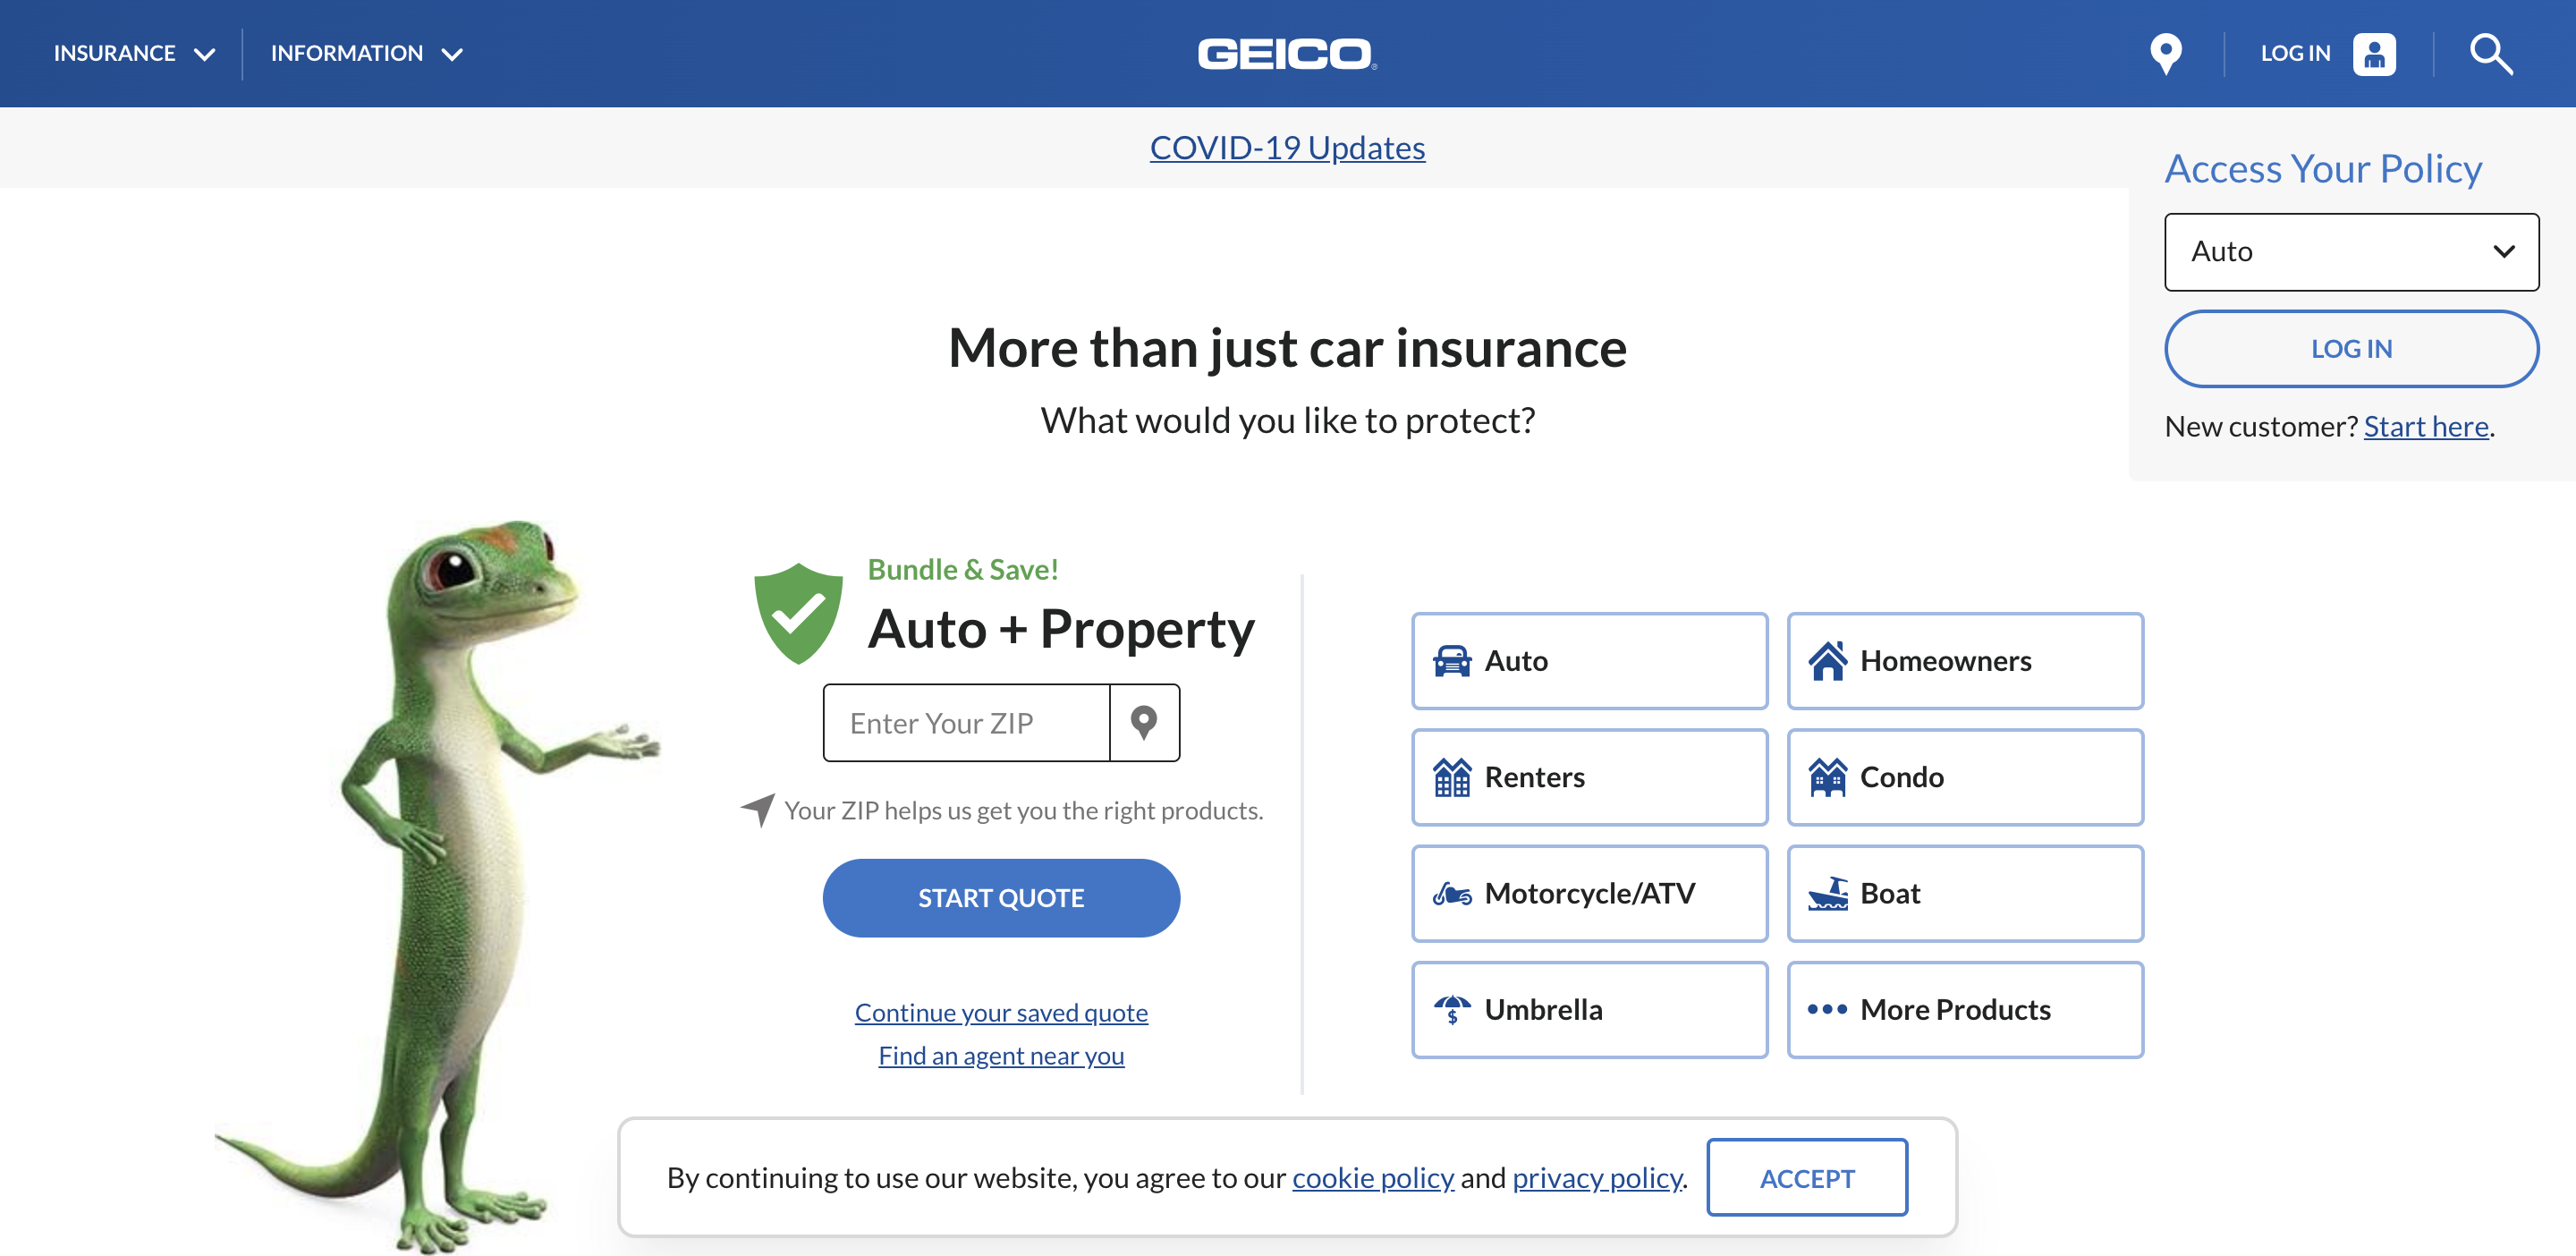 INSURANCE
INFORMATION
GEICO
LOG IN
COVID-19 Updates
Access Your Policy
Auto
LOG IN
New customer? Start here.
More than just car insurance
What would you like to protect?
Bundle & Save!
Auto + Property
Enter Your ZIP
Your ZIP helps us get you the right products.
START QUOTE
Continue your saved quote
Find an agent near you
Auto
Homeowners
Renters
Condo
Motorcycle/ATV
Boat
$ Umbrella
More Products
By continuing to use our website, you agree to our cookie policy and privacy policy.
ACCEPT